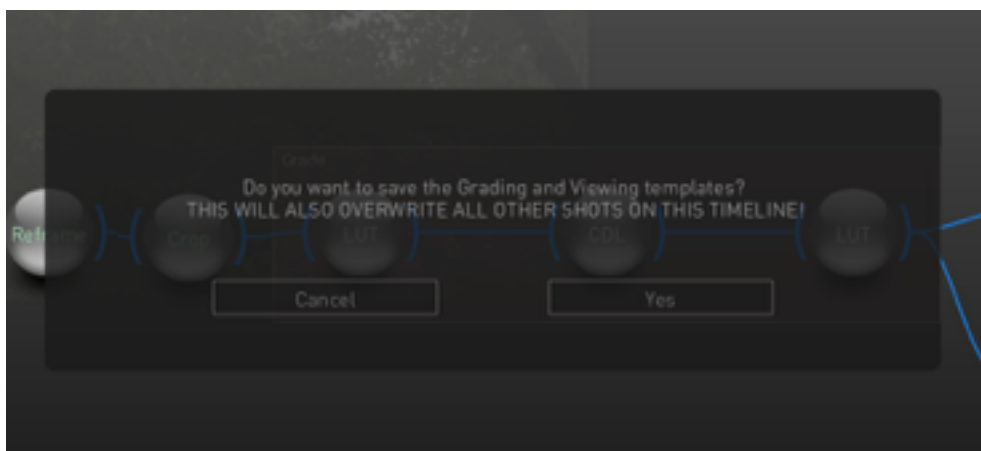 Grade
Do you want to save the Grading and Viewing templates?
THIS WILL ALSO OVERWRITE ALL OTHER SHOTS ON THIS TIMELINE!
Reframe
Crop
LUT
CDL
LUT
Cancel
Yes